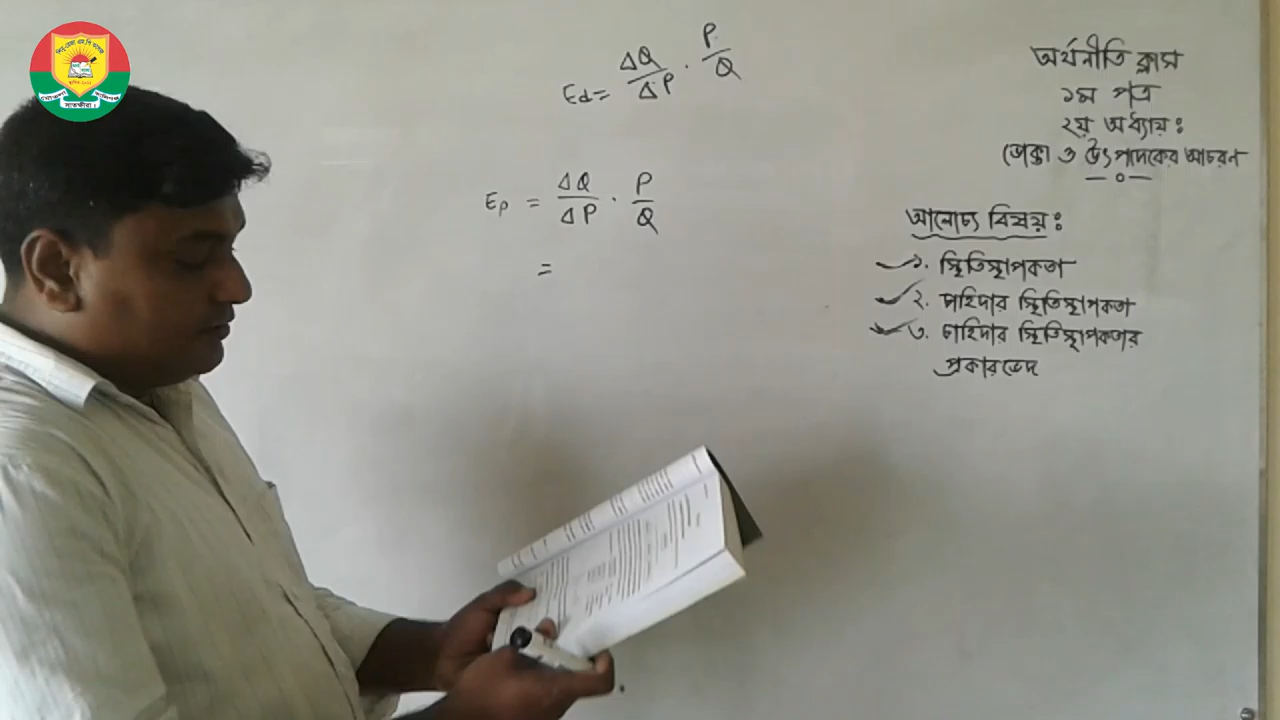 Ed = ΔQ/ΔP · P/Q
Ep = ΔQ/ΔP · P/Q
=
অর্থনীতি ক্লাস
১ম পত্র
২য় অধ্যায়ঃ
ভোক্তা ও উৎপাদকের আচরণ
আলোচ্য বিষয়ঃ
১. স্থিতিস্থাপকতা
২. চাহিদার স্থিতিস্থাপকতা
৩. চাহিদার স্থিতিস্থাপকতার
প্রকারভেদ
সাতক্ষীরা।